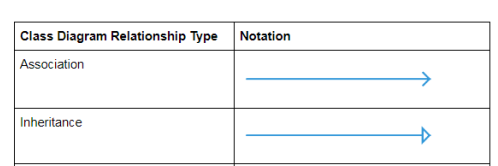 Class Diagram Relationship Type Notation
Association
Inheritance